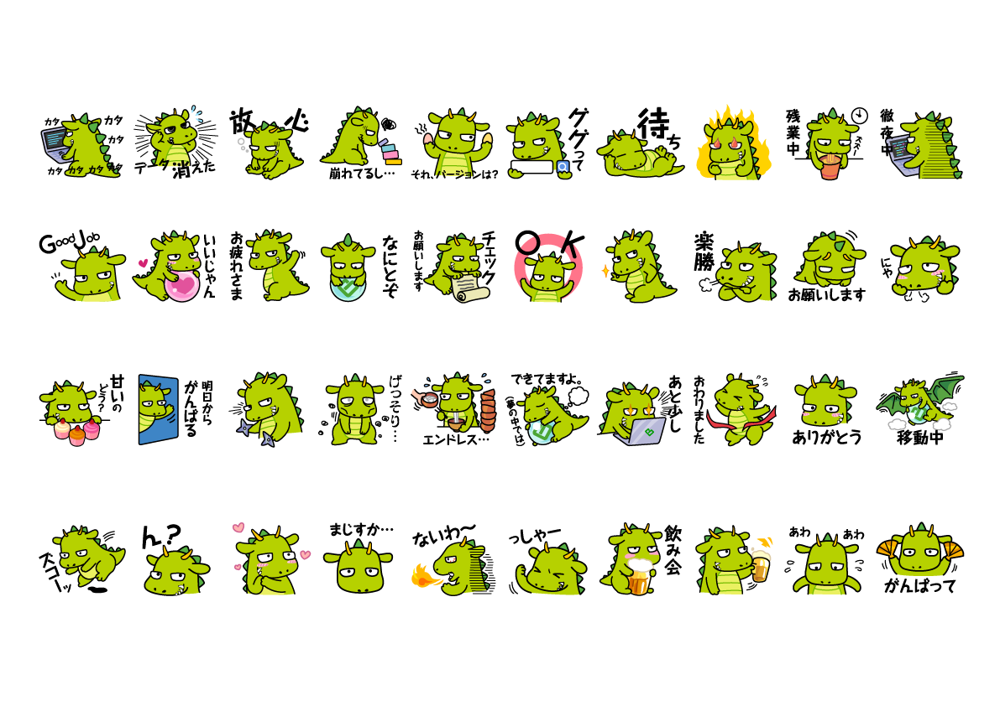 カタ カタ カタ カタ カタ カタ カタ カタ
データ消えた
放心
崩れてるし…
それ、バージョンは?
ググって
待ち
残業中
ズズー
徹夜中
Good Job
いいじゃん
お疲れさま
なにとぞ
チェック
お願いします
OK
楽勝
お願いします
にや
甘いの
どう?
明日から
がんばる
げっそり…
エンドレス…
できてますよ。
(夢の中では)
あと少し
おわりました
ありがとう
移動中
スコーッ
ん?
まじすか…
ないわ〜
っしゃー
飲み会
あわ
あわ
がんばって